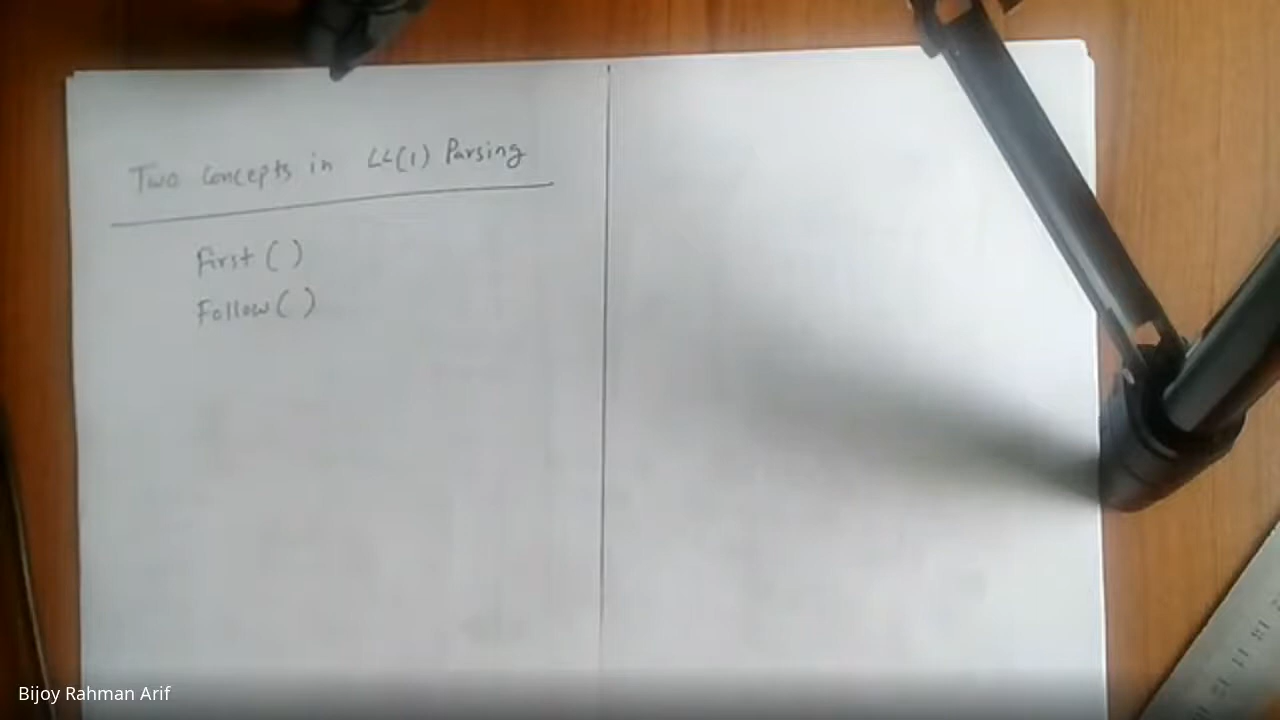 Two Concepts in LL(1) Parsing
First ( )
Follow ( )
Bijoy Rahman Arif